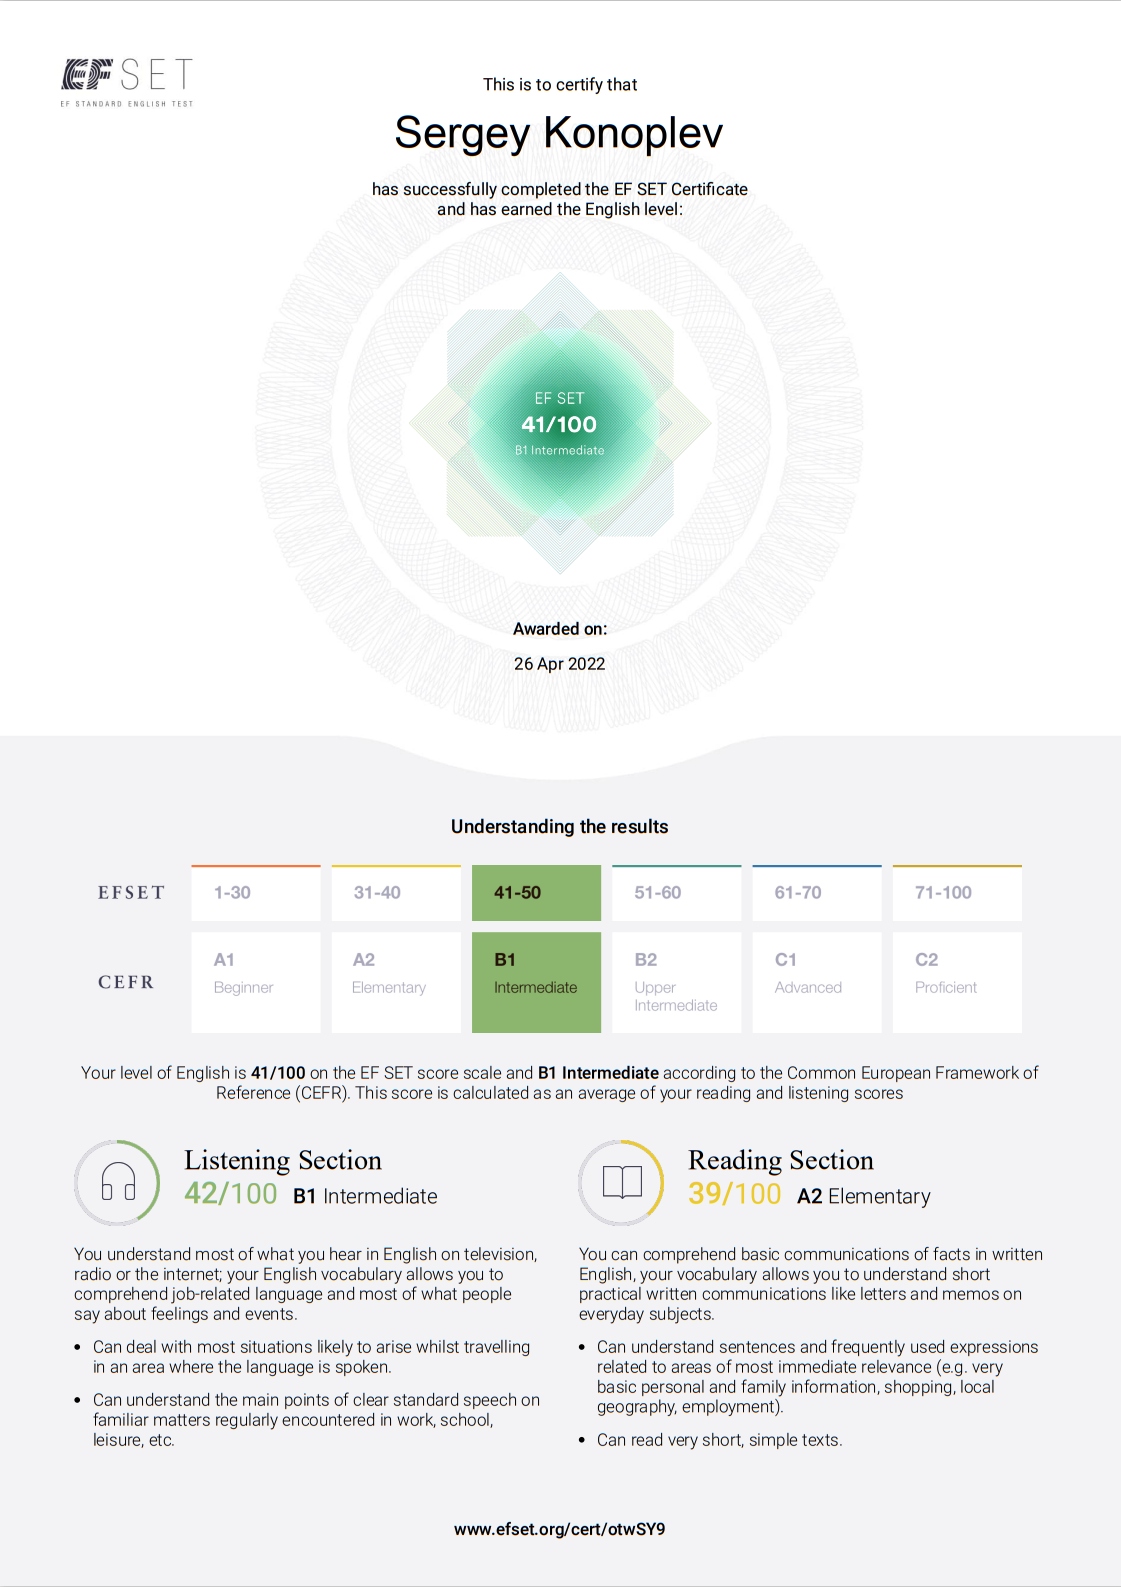 EF SET
EF STANDARD ENGLISH TEST
This is to certify that
Sergey Konoplev
has successfully completed the EF SET Certificate
and has earned the English level:
EF SET
41/100
B1 Intermediate
Awarded on:
26 Apr 2022
Understanding the results
EFSET 1-30 31-40 41-50 51-60 61-70 71-100
CEFR
A1 A2 B1 B2 C1 C2
Beginner Elementary Intermediate Upper Intermediate Advanced Proficient
Your level of English is 41/100 on the EF SET score scale and B1 Intermediate according to the Common European Framework of
Reference (CEFR). This score is calculated as an average of your reading and listening scores
Listening Section
42/100 B1 Intermediate
You understand most of what you hear in English on television,
radio or the internet; your English vocabulary allows you to
comprehend job-related language and most of what people
say about feelings and events.
• Can deal with most situations likely to arise whilst travelling
in an area where the language is spoken.
• Can understand the main points of clear standard speech on
familiar matters regularly encountered in work, school,
leisure, etc.
Reading Section
39/100 A2 Elementary
You can comprehend basic communications of facts in written
English, your vocabulary allows you to understand short
practical written communications like letters and memos on
everyday subjects.
• Can understand sentences and frequently used expressions
related to areas of most immediate relevance (e.g. very
basic personal and family information, shopping, local
geography, employment).
• Can read very short, simple texts.
www.efset.org/cert/otwSY9